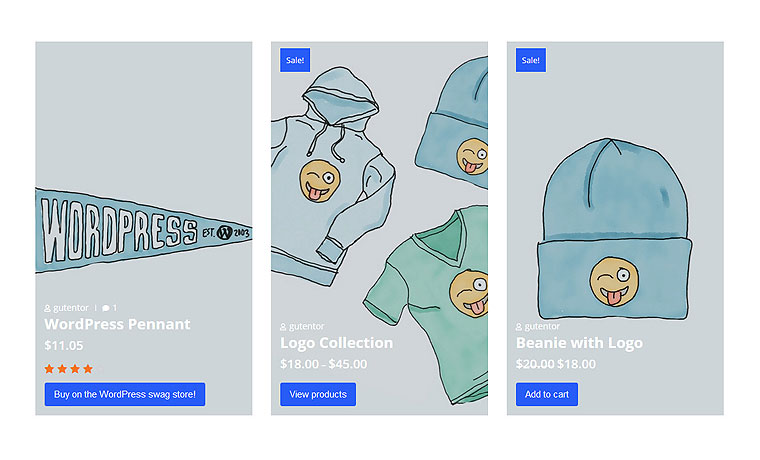 WORDPRESS EST. W 2003
gutentor | 1
WordPress Pennant
$11.05
Buy on the WordPress swag store!
Sale!
gutentor
Logo Collection
$18.00 - $45.00
View products
Sale!
gutentor
Beanie with Logo
$20.00 $18.00
Add to cart